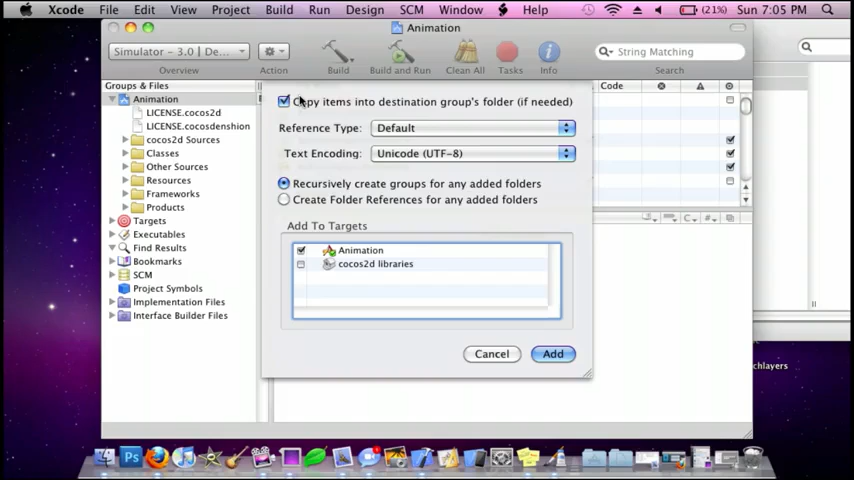 Xcode File Edit View Project Build Run Design SCM Window Help (21%) Sun 7:05 PM
Animation
Simulator - 3.0 | De...
String Matching
Overview Action Build Build and Run Clean All Tasks Info Search
Groups & Files
Code
Animation
LICENSE.cocos2d
LICENSE.cocosdenshion
cocos2d Sources
Classes
Other Sources
Resources
Frameworks
Products
Targets
Executables
Find Results
Bookmarks
SCM
Project Symbols
Implementation Files
Interface Builder Files
Copy items into destination group's folder (if needed)
Reference Type: Default
Text Encoding: Unicode (UTF-8)
Recursively create groups for any added folders
Create Folder References for any added folders
Add To Targets
Animation
cocos2d libraries
Cancel Add
chlayers